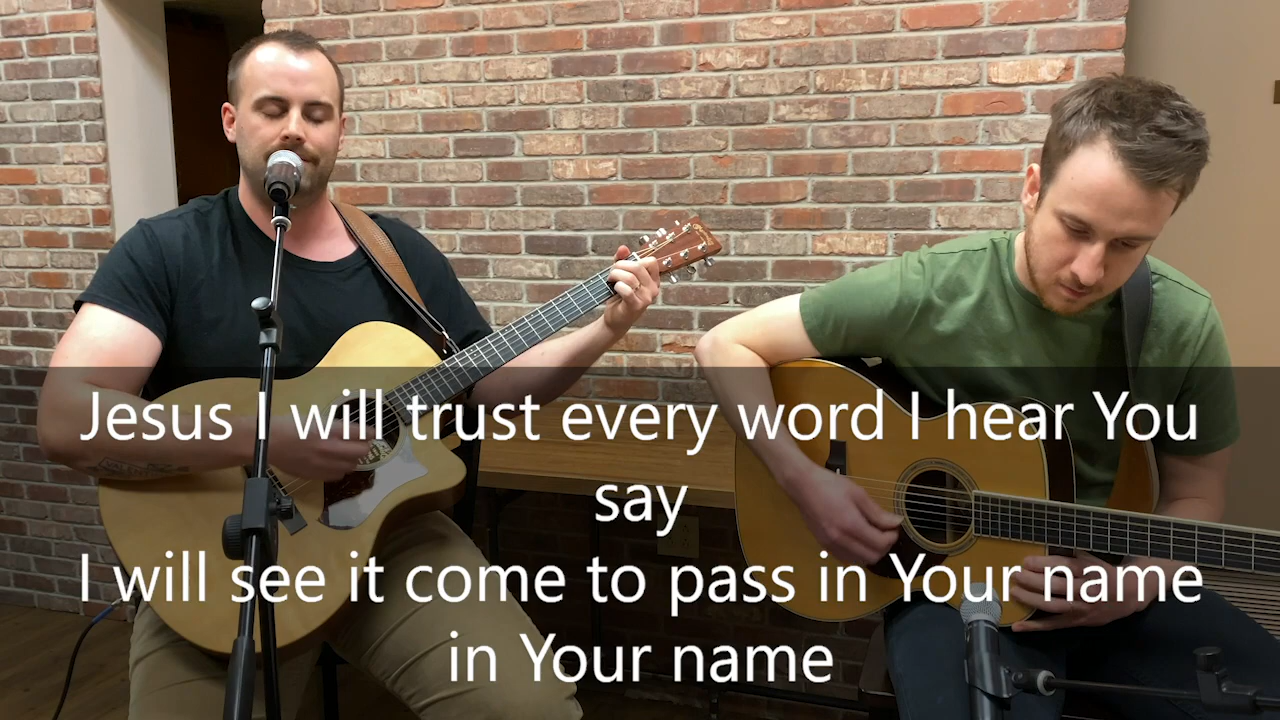 Jesus I will trust every word I hear You
say
I will see it come to pass in Your name
in Your name